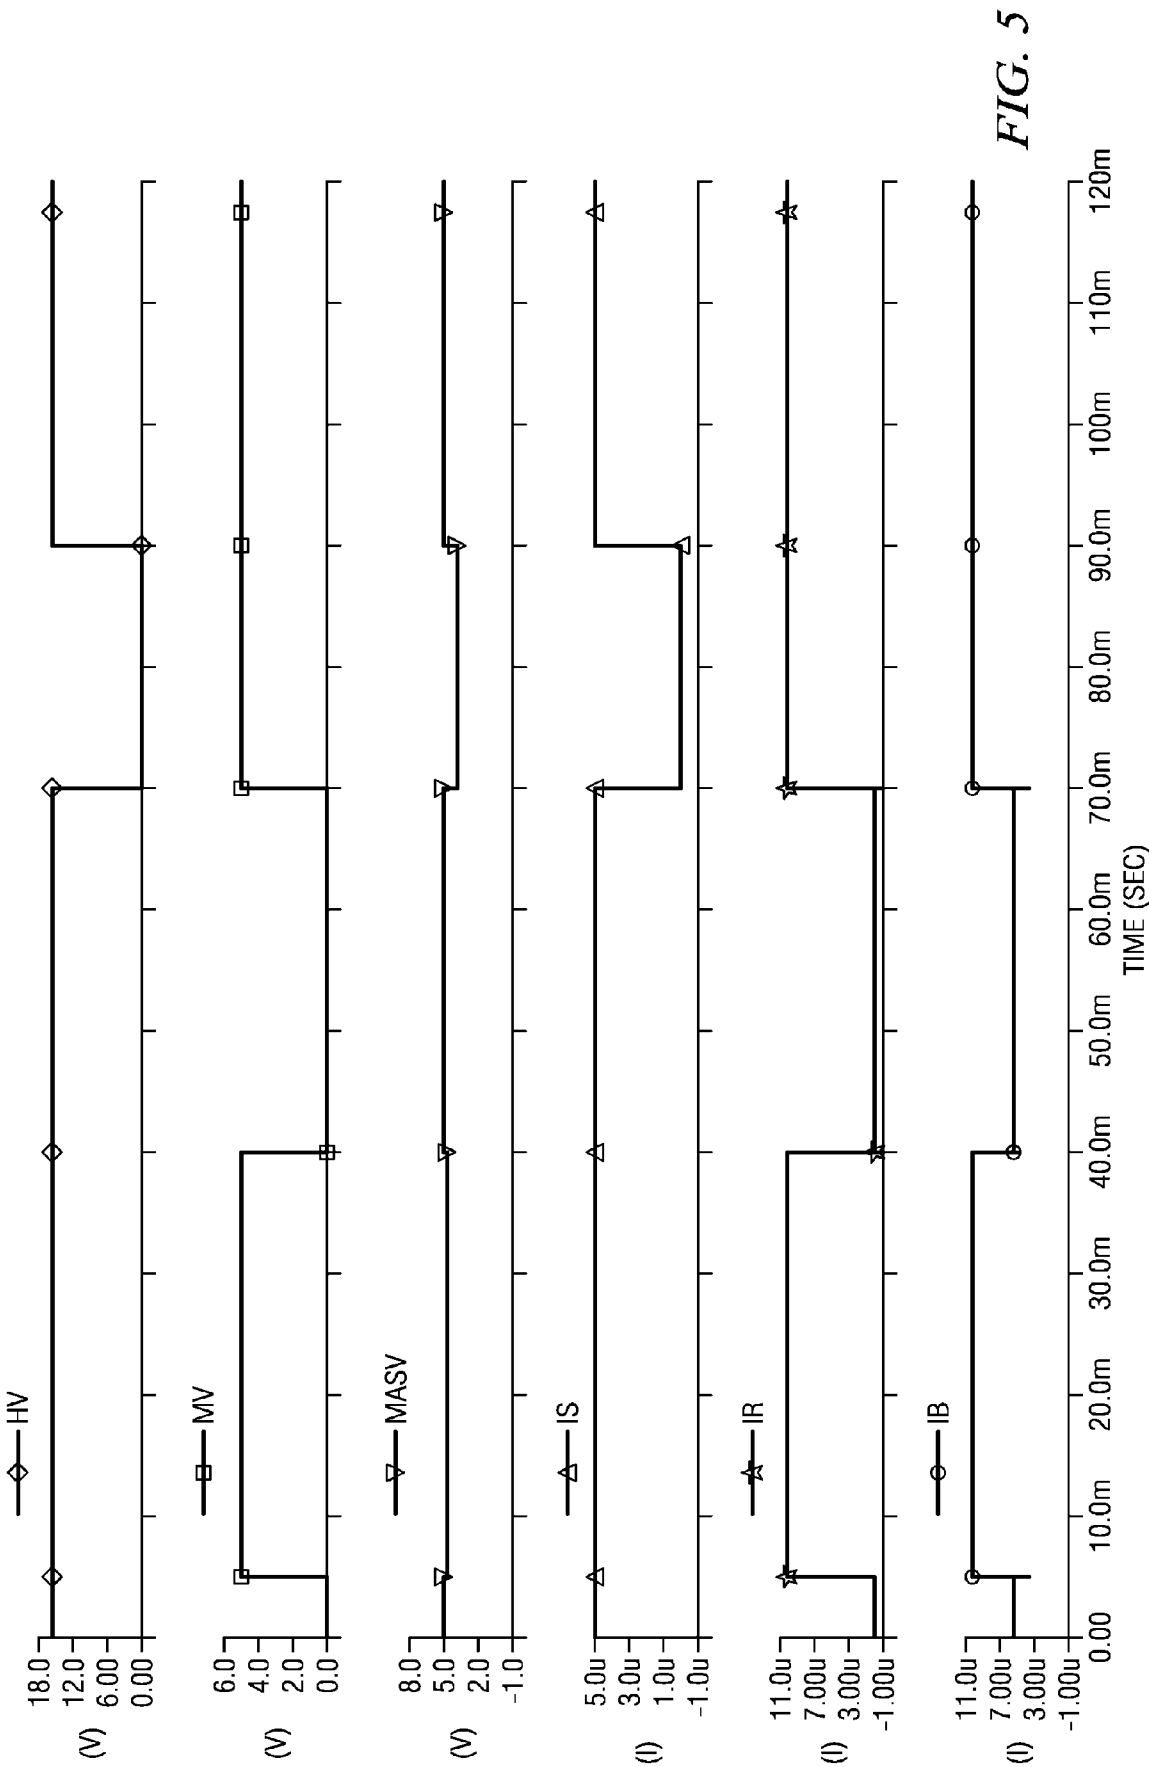 HV
18.0
12.0
6.00
0.00
(V)
MV
6.0
4.0
2.0
0.0
(V)
MASV
8.0
5.0
2.0
-1.0
(V)
IS
5.0u
3.0u
1.0u
-1.0u
(I)
IR
11.0u
7.00u
3.00u
-1.00u
(I)
IB
11.0u
7.00u
3.00u
-1.00u
(I)
0.00 10.0m 20.0m 30.0m 40.0m 50.0m 60.0m 70.0m 80.0m 90.0m 100m 110m 120m
TIME (SEC)
FIG. 5